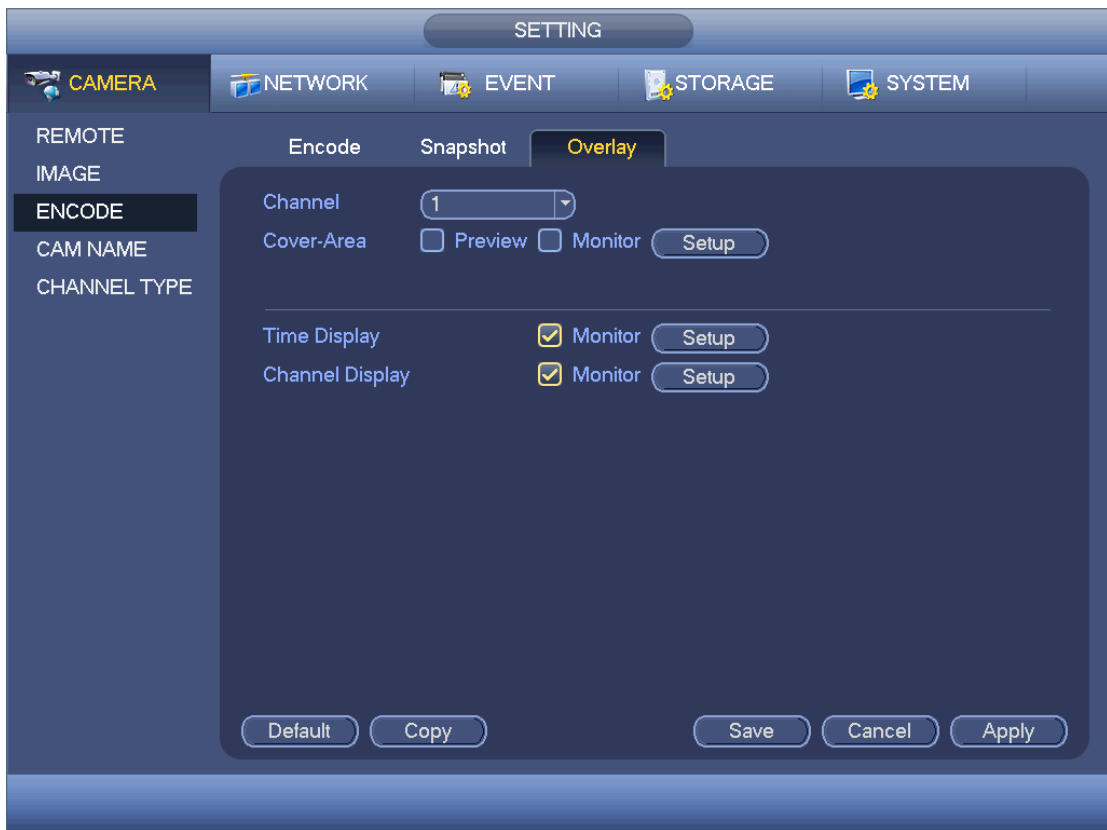 SETTING
CAMERA NETWORK EVENT STORAGE SYSTEM
REMOTE
IMAGE
ENCODE
CAM NAME
CHANNEL TYPE
Encode Snapshot Overlay
Channel 1
Cover-Area Preview Monitor Setup
Time Display Monitor Setup
Channel Display Monitor Setup
Default Copy Save Cancel Apply